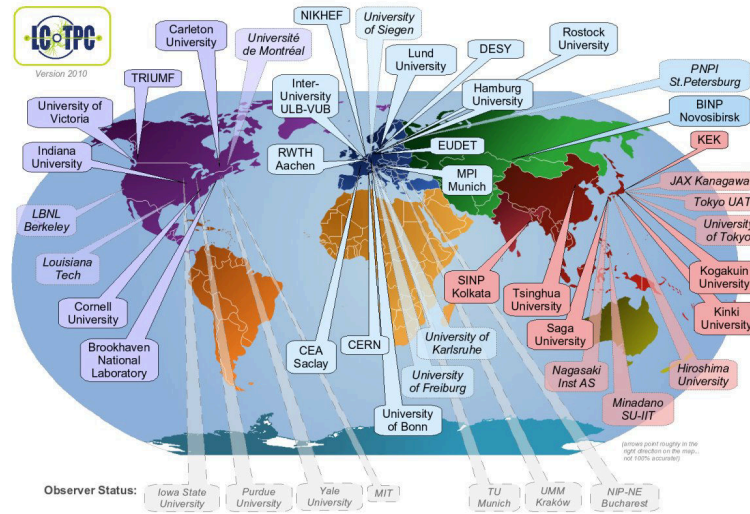 LC TPC
Version 2010
Carleton
University
Université
de Montréal
NIKHEF
University
of Siegen
Lund
University
DESY
Rostock
University
TRIUMF
Inter-
University
ULB-VUB
Hamburg
University
PNPI
St.Petersburg
University of
Victoria
BINP
Novosibirsk
Indiana
University
RWTH
Aachen
EUDET
KEK
MPI
Munich
JAX Kanagawa
Tokyo UAT
LBNL
Berkeley
University
of Tokyo
Louisiana
Tech
SINP
Kolkata
Tsinghua
University
Kogakuin
University
Cornell
University
Saga
University
Kinki
University
Brookhaven
National
Laboratory
CEA
Saclay
CERN
University of
Karlsruhe
University
of Freiburg
Nagasaki
Inst AS
Hiroshima
University
University
of Bonn
Minadano
SU-IIT
(arrows point roughly in the
right direction on the map...
not 100% accurate!)
Observer Status:
Iowa State
University
Purdue
University
Yale
University
MIT
TU
Munich
UMM
Kraków
NIP-NE
Bucharest